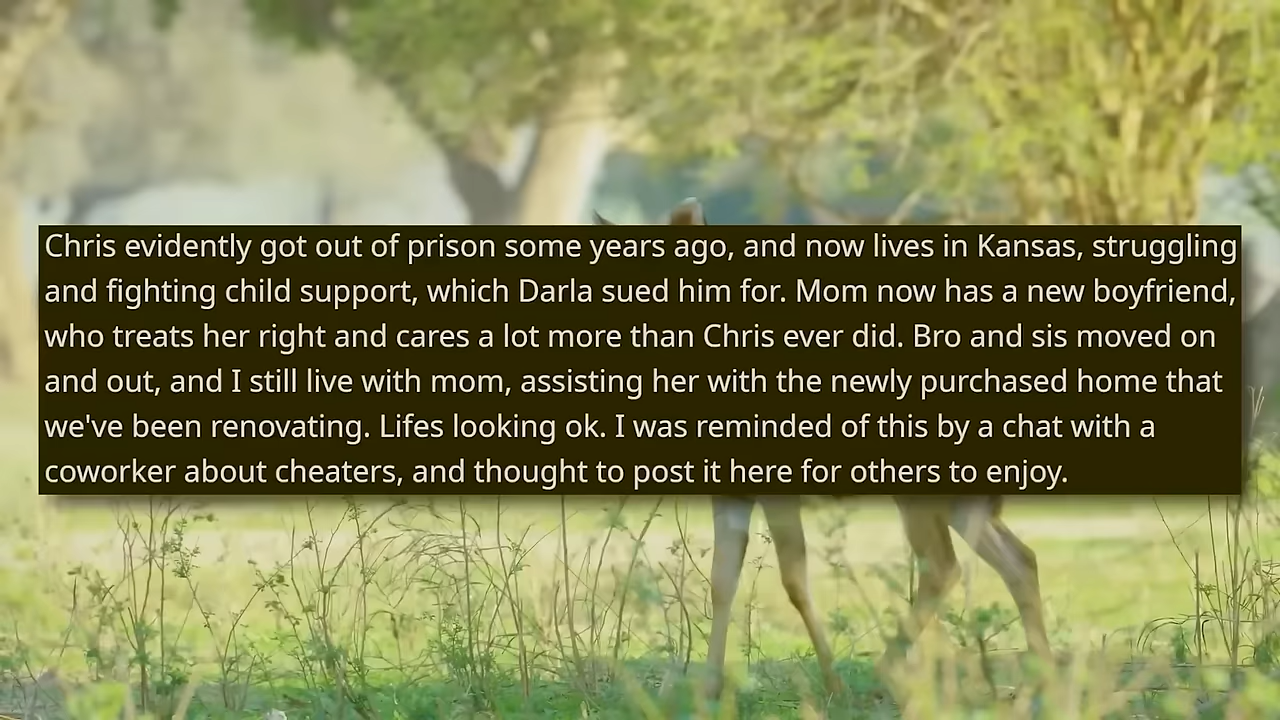 Chris evidently got out of prison some years ago, and now lives in Kansas, struggling
and fighting child support, which Darla sued him for. Mom now has a new boyfriend,
who treats her right and cares a lot more than Chris ever did. Bro and sis moved on
and out, and I still live with mom, assisting her with the newly purchased home that
we've been renovating. Lifes looking ok. I was reminded of this by a chat with a
coworker about cheaters, and thought to post it here for others to enjoy.